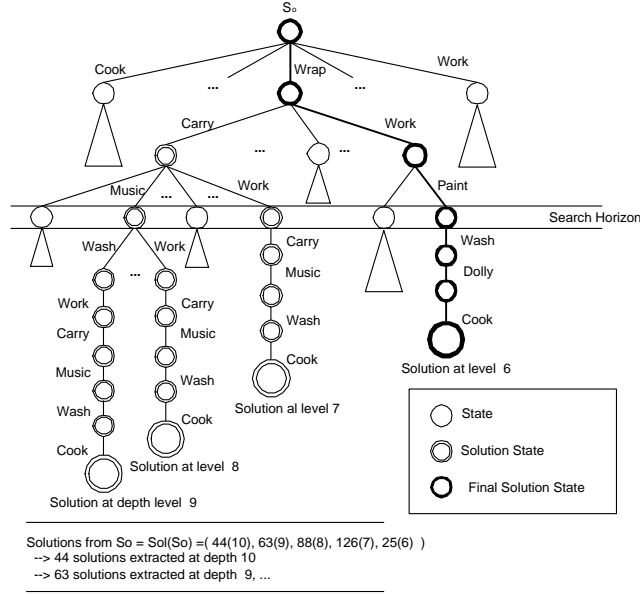 So
Cook
...
Wrap
...
Work
Carry
...
...
Work
Music
...
...
Work
Paint
Search Horizon
Wash
...
Work
Carry
Wash
Work
Carry
Music
Dolly
Carry
Music
Wash
Cook
Music
Wash
Cook
Solution at level 6
Wash
Cook
Solution al level 7
Cook
Solution at level 8
Solution at depth level 9
State
Solution State
Final Solution State
Solutions from So = Sol(So) =( 44(10), 63(9), 88(8), 126(7), 25(6) )
--> 44 solutions extracted at depth 10
--> 63 solutions extracted at depth 9, ...